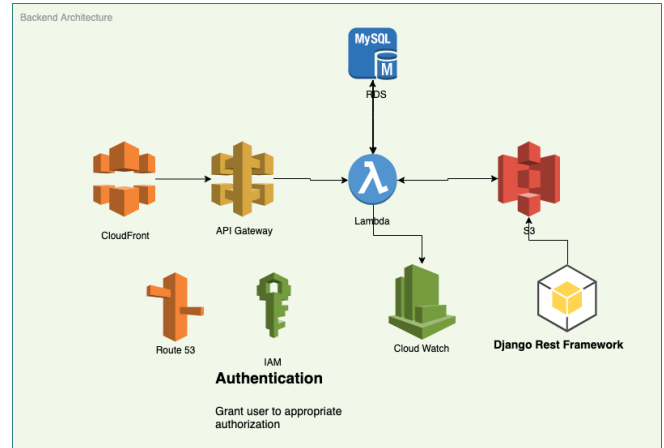 Backend Architecture
MySQL
M
RDS
CloudFront
API Gateway
λ
Lambda
S3
Route 53
IAM
Cloud Watch
Django Rest Framework
Authentication
Grant user to appropriate
authorization